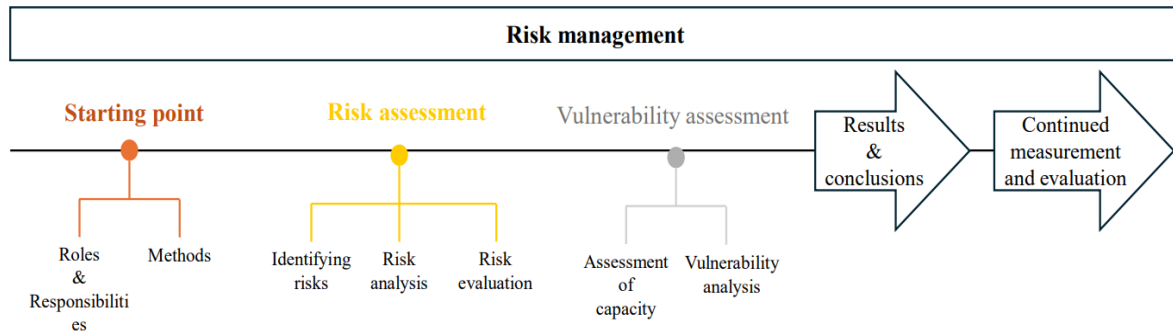 Risk management
Starting point
Risk assessment
Vulnerability assessment
Results
&
conclusions
Continued
measurement
and evaluation
Roles
&
Responsibiliti
es
Methods
Identifying
risks
Risk
analysis
Risk
evaluation
Assessment
of
capacity
Vulnerability
analysis